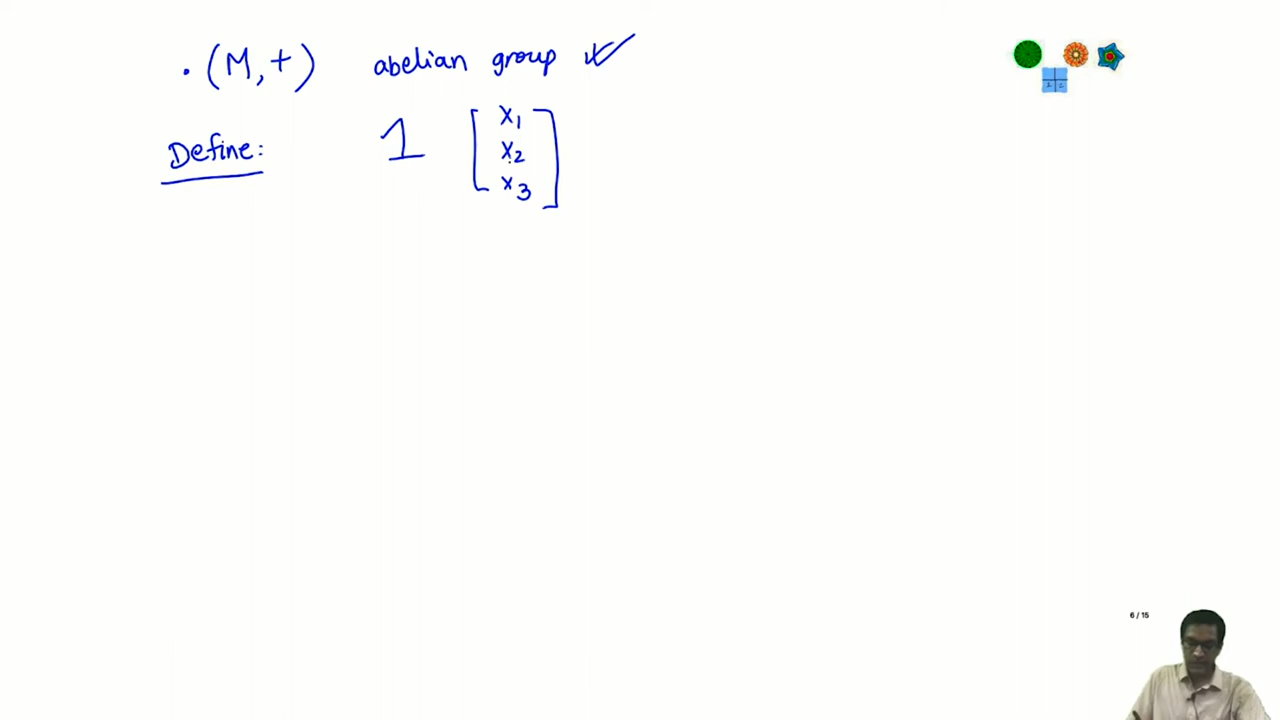 · (M, +) abelian group ✓
Define: 1 [x1
x2
x3]
6 / 15